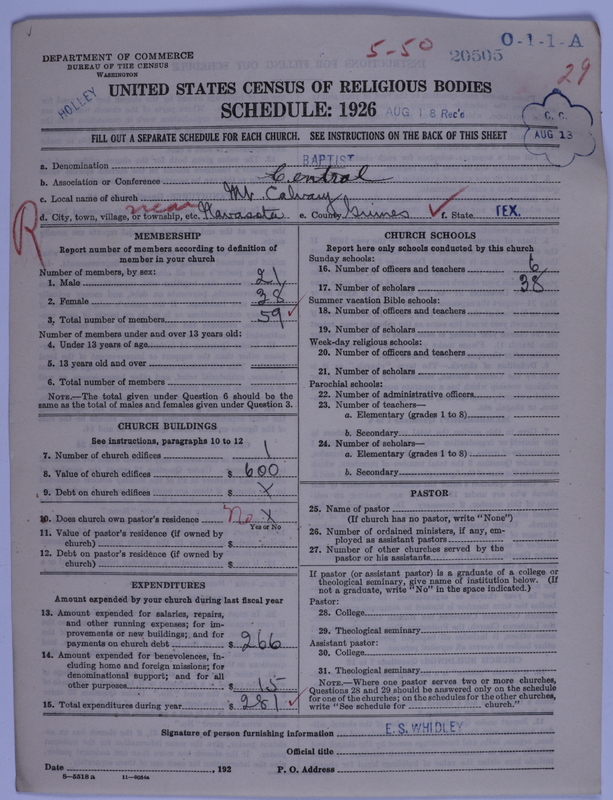 5-50 20505 O-1-1-A
29
DEPARTMENT OF COMMERCE
BUREAU OF THE CENSUS
WASHINGTON
HOLLEY
UNITED STATES CENSUS OF RELIGIOUS BODIES
SCHEDULE: 1926 AUG 18 Rec'd
C. C.
AUG 13
FILL OUT A SEPARATE SCHEDULE FOR EACH CHURCH. SEE INSTRUCTIONS ON THE BACK OF THIS SHEET
a. Denomination BAPTIST
b. Association or Conference Central
c. Local name of church Mt Calvary
near
d. City, town, village, or township, etc. Navasota e. County Grimes f. State TEX.
R
MEMBERSHIP
Report number of members according to definition of
member in your church
Number of members, by sex:
1. Male 21
2. Female 38
3. Total number of members 59
Number of members under and over 13 years old:
4. Under 13 years of age
5. 13 years old and over
6. Total number of members
NOTE.—The total given under Question 6 should be the
same as the total of males and females given under Question 3.
CHURCH BUILDINGS
See instructions, paragraphs 10 to 12
7. Number of church edifices 1
8. Value of church edifices $ 600
9. Debt on church edifices $ X
10. Does church own pastor's residence No X
Yes or No
11. Value of pastor's residence (if owned by
church) $
12. Debt on pastor's residence (if owned by
church) $
EXPENDITURES
Amount expended by your church during last fiscal year
13. Amount expended for salaries, repairs,
and other running expenses; for im-
provements or new buildings; and for
payments on church debt $ 266
14. Amount expended for benevolences, in-
cluding home and foreign missions; for
denominational support; and for all
other purposes $ 15
15. Total expenditures during year $ 281
CHURCH SCHOOLS
Report here only schools conducted by this church
Sunday schools:
16. Number of officers and teachers 6
17. Number of scholars 38
Summer vacation Bible schools:
18. Number of officers and teachers
19. Number of scholars
Week-day religious schools:
20. Number of officers and teachers
21. Number of scholars
Parochial schools:
22. Number of administrative officers
23. Number of teachers—
a. Elementary (grades 1 to 8)
b. Secondary
24. Number of scholars—
a. Elementary (grades 1 to 8)
b. Secondary
PASTOR
25. Name of pastor
(If church has no pastor, write "None")
26. Number of ordained ministers, if any, em-
ployed as assistant pastors
27. Number of other churches served by the
pastor or his assistants
If pastor (or assistant pastor) is a graduate of a college or
theological seminary, give name of institution below. (If
not a graduate, write "No" in the space indicated.)
Pastor:
28. College
29. Theological seminary
Assistant pastor:
30. College
31. Theological seminary
NOTE.—Where one pastor serves two or more churches,
Questions 28 and 29 should be answered only on the schedule
for one of the churches; on the schedules for the other churches,
write "See schedule for church."
Signature of person furnishing information E. S. WHIDLEY
Official title
Date , 192 P. O. Address
8—5518 a 11—9264a